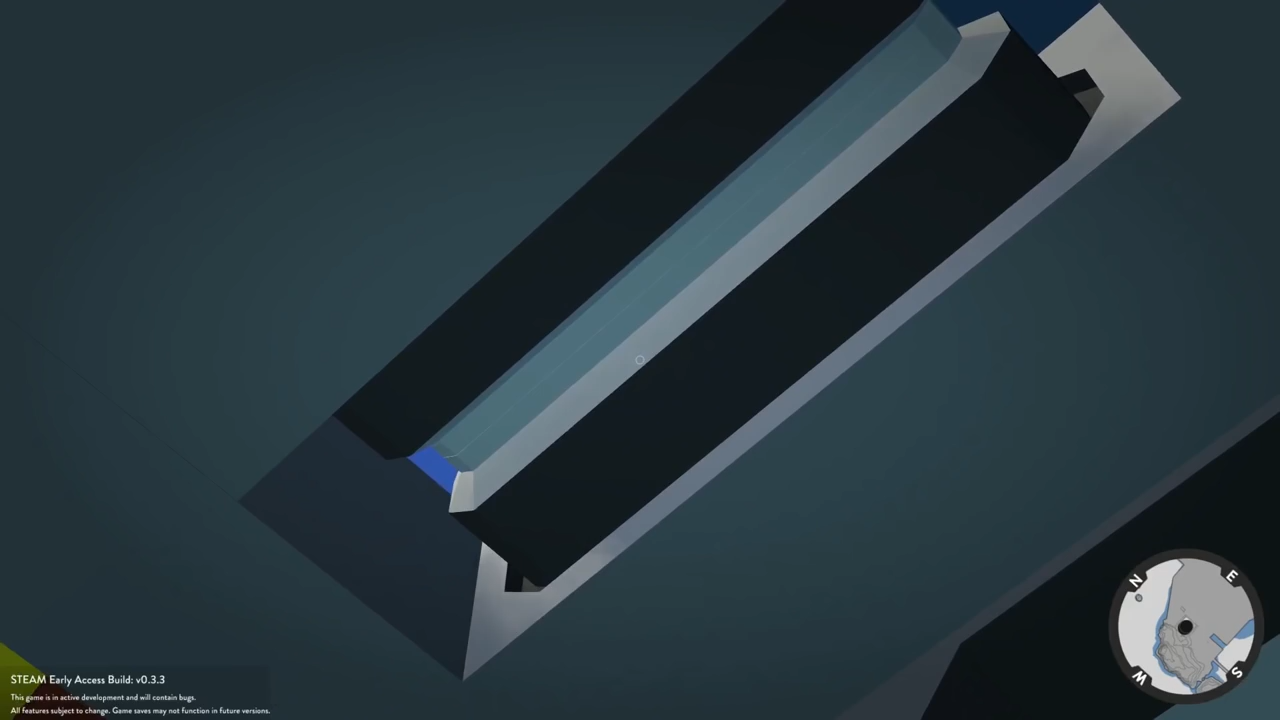 STEAM Early Access Build: v0.3.3
This game is in active development and will contain bugs.
All features subject to change. Game saves may not function in future versions.
N
E
W
S